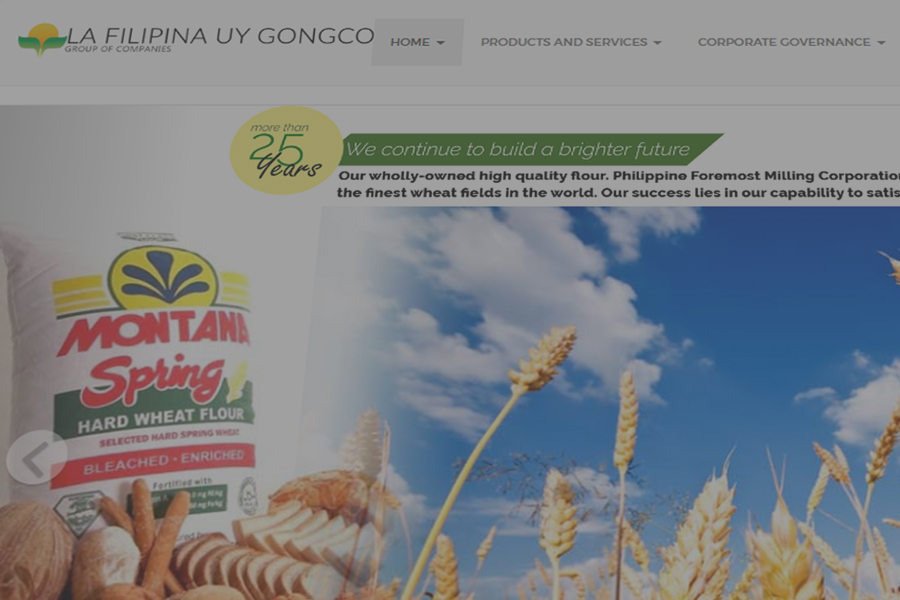 LA FILIPINA UY GONGCO
GROUP OF COMPANIES
HOME
PRODUCTS AND SERVICES
CORPORATE GOVERNANCE
more than
25
Years
We continue to build a brighter future
Our wholly-owned high quality flour. Philippine Foremost Milling Corporation
the finest wheat fields in the world. Our success lies in our capability to satis
MONTANA
Spring
HARD WHEAT FLOUR
SELECTED HARD SPRING WHEAT
BLEACHED - ENRICHED
Fortified with